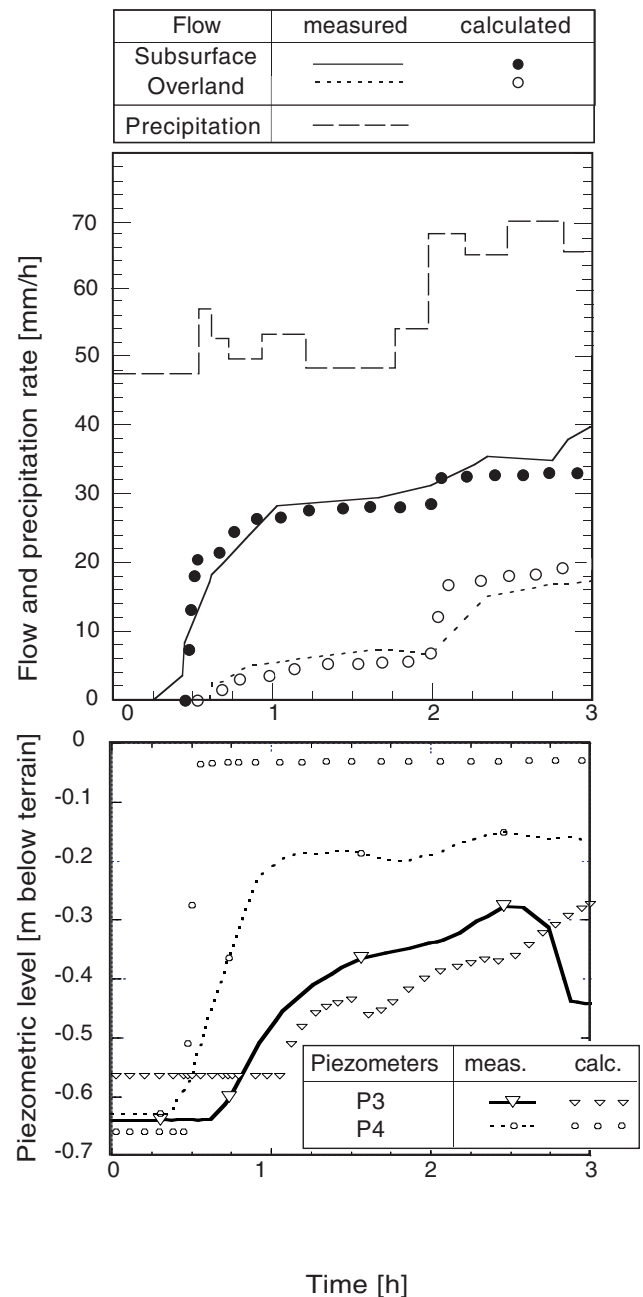 Flow measured calculated
Subsurface
Overland
Precipitation
Flow and precipitation rate [mm/h]
70
60
50
40
30
20
10
0
0 1 2 3
Piezometric level [m below terrain]
0
-0.1
-0.2
-0.3
-0.4
-0.5
-0.6
-0.7
Piezometers meas. calc.
P3
P4
0 1 2 3
Time [h]